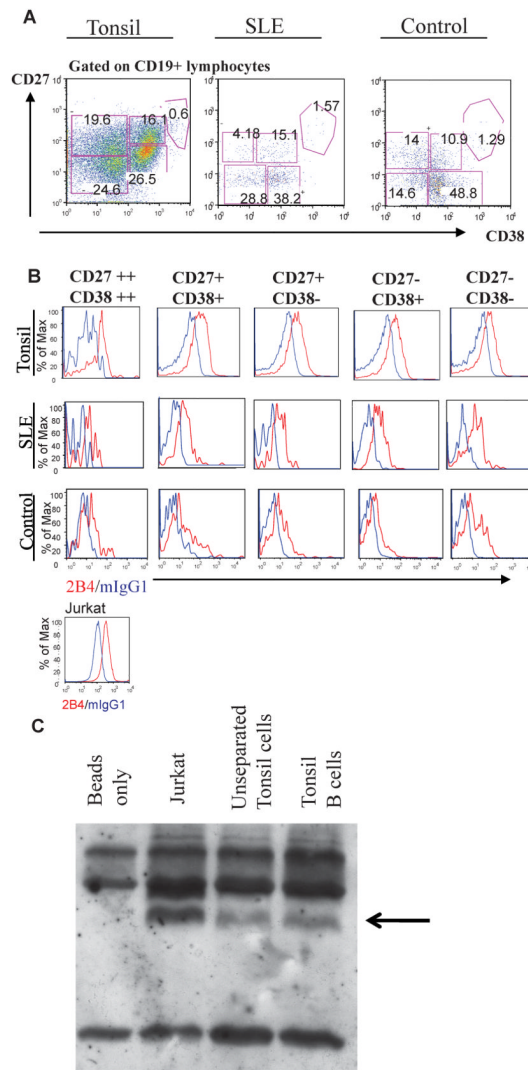 A
Tonsil SLE Control
Gated on CD19+ lymphocytes
CD27
19.6 16.1 0.6
24.6 26.5
4.18 15.1 1.57
28.8 38.2
14 10.9 1.29
14.6 48.8
CD38
B
CD27 ++ CD27+ CD27+ CD27- CD27-
CD38 ++ CD38+ CD38- CD38+ CD38-
Tonsil
% of Max
SLE
% of Max
Control
% of Max
2B4/mIgG1
Jurkat
% of Max
2B4/mIgG1
C
Beads only
Jurkat
Unseparated Tonsil cells
Tonsil B cells